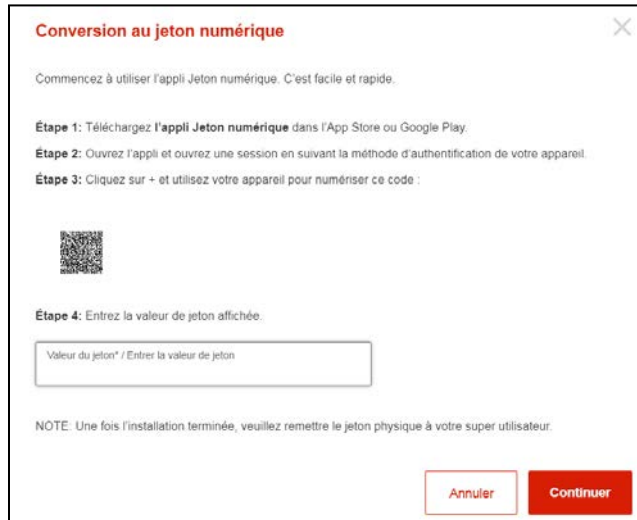 Conversion au jeton numérique
Commencez à utiliser l'appli Jeton numérique. C'est facile et rapide.
Étape 1: Téléchargez l'appli Jeton numérique dans l'App Store ou Google Play.
Étape 2: Ouvrez l'appli et ouvrez une session en suivant la méthode d'authentification de votre appareil.
Étape 3: Cliquez sur + et utilisez votre appareil pour numériser ce code :
Étape 4: Entrez la valeur de jeton affichée.
Valeur du jeton* / Entrer la valeur de jeton
NOTE: Une fois l'installation terminée, veuillez remettre le jeton physique à votre super utilisateur.
Annuler
Continuer